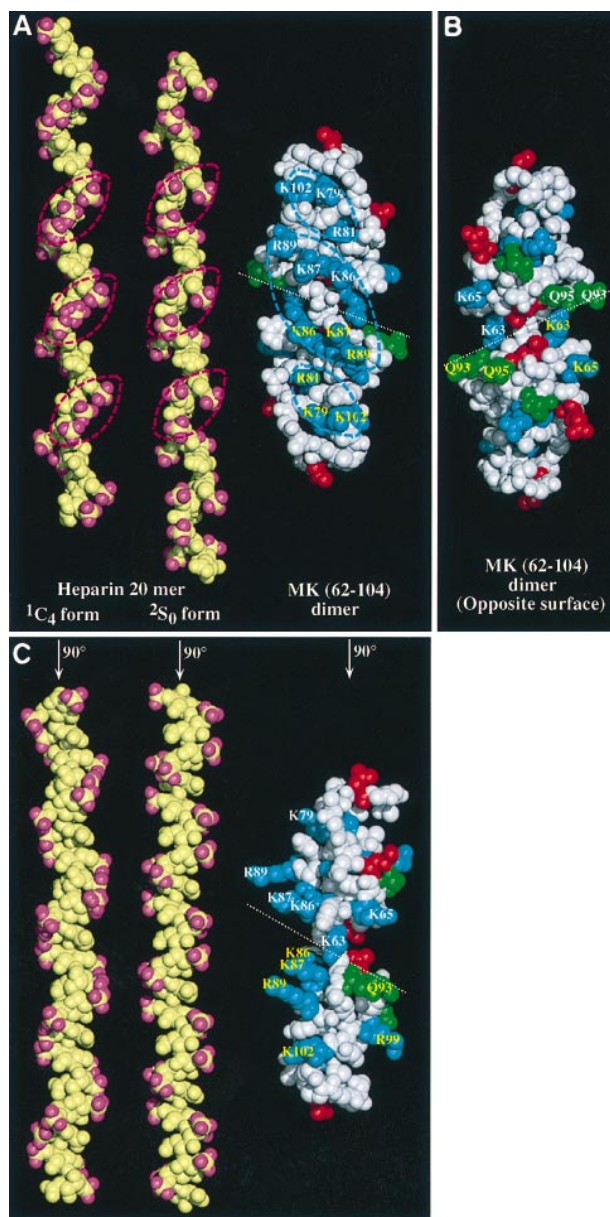 A
K102
K79
R89
R81
K87
K86
K86
K87
R89
R81
K79
K102
Heparin 20 mer
¹C₄ form
²S₀ form
MK (62-104)
dimer
B
K65
Q95
Q93
K63
K63
Q93
Q95
K65
MK (62-104)
dimer
(Opposite surface)
C
90°
90°
90°
K79
R89
K87
K86
K65
K63
K86
K87
R89
Q93
R99
K102